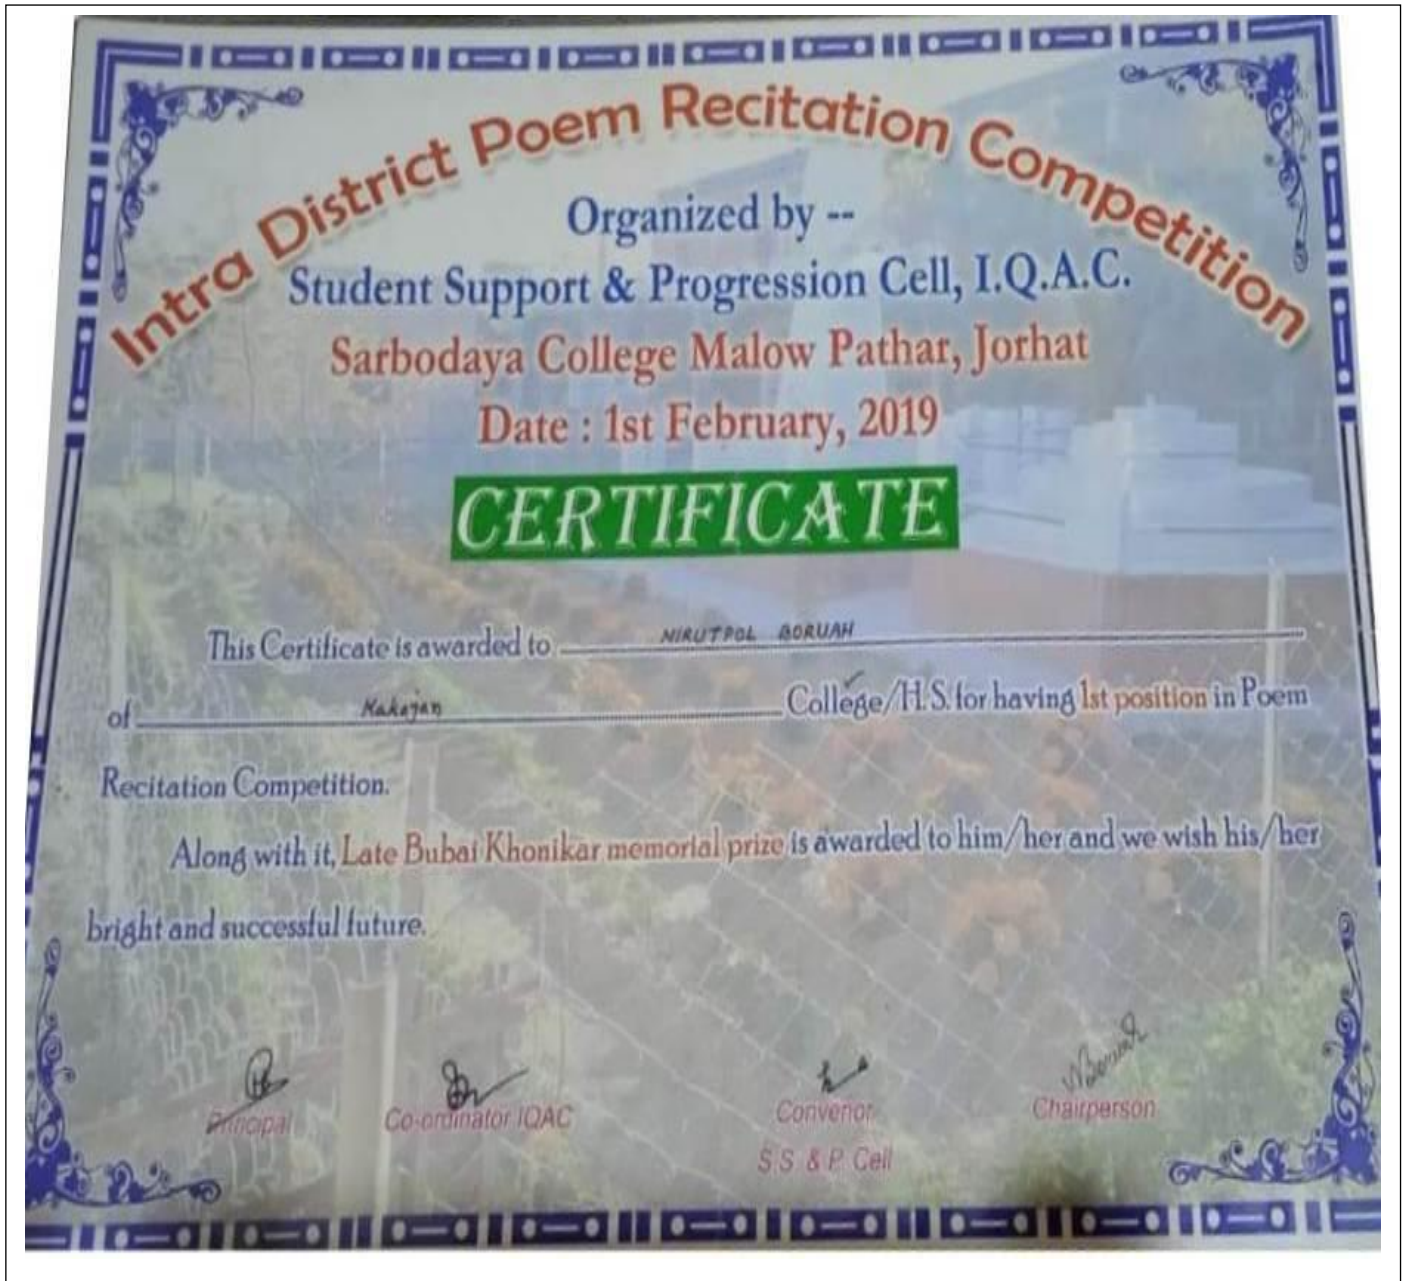 Intra District Poem Recitation Competition
Organized by --
Student Support & Progression Cell, I.Q.A.C.
Sarbodaya College Malow Pathar, Jorhat
Date : 1st February, 2019
CERTIFICATE
This Certificate is awarded to NIRUTPOL BORUAH
of Kakojan College/H.S. for having 1st position in Poem
Recitation Competition.
Along with it, Late Bubai Khonikar memorial prize is awarded to him/her and we wish his/her
bright and successful future.
Principal Co-ordinator IQAC Convenor Chairperson
S.S. & P. Cell